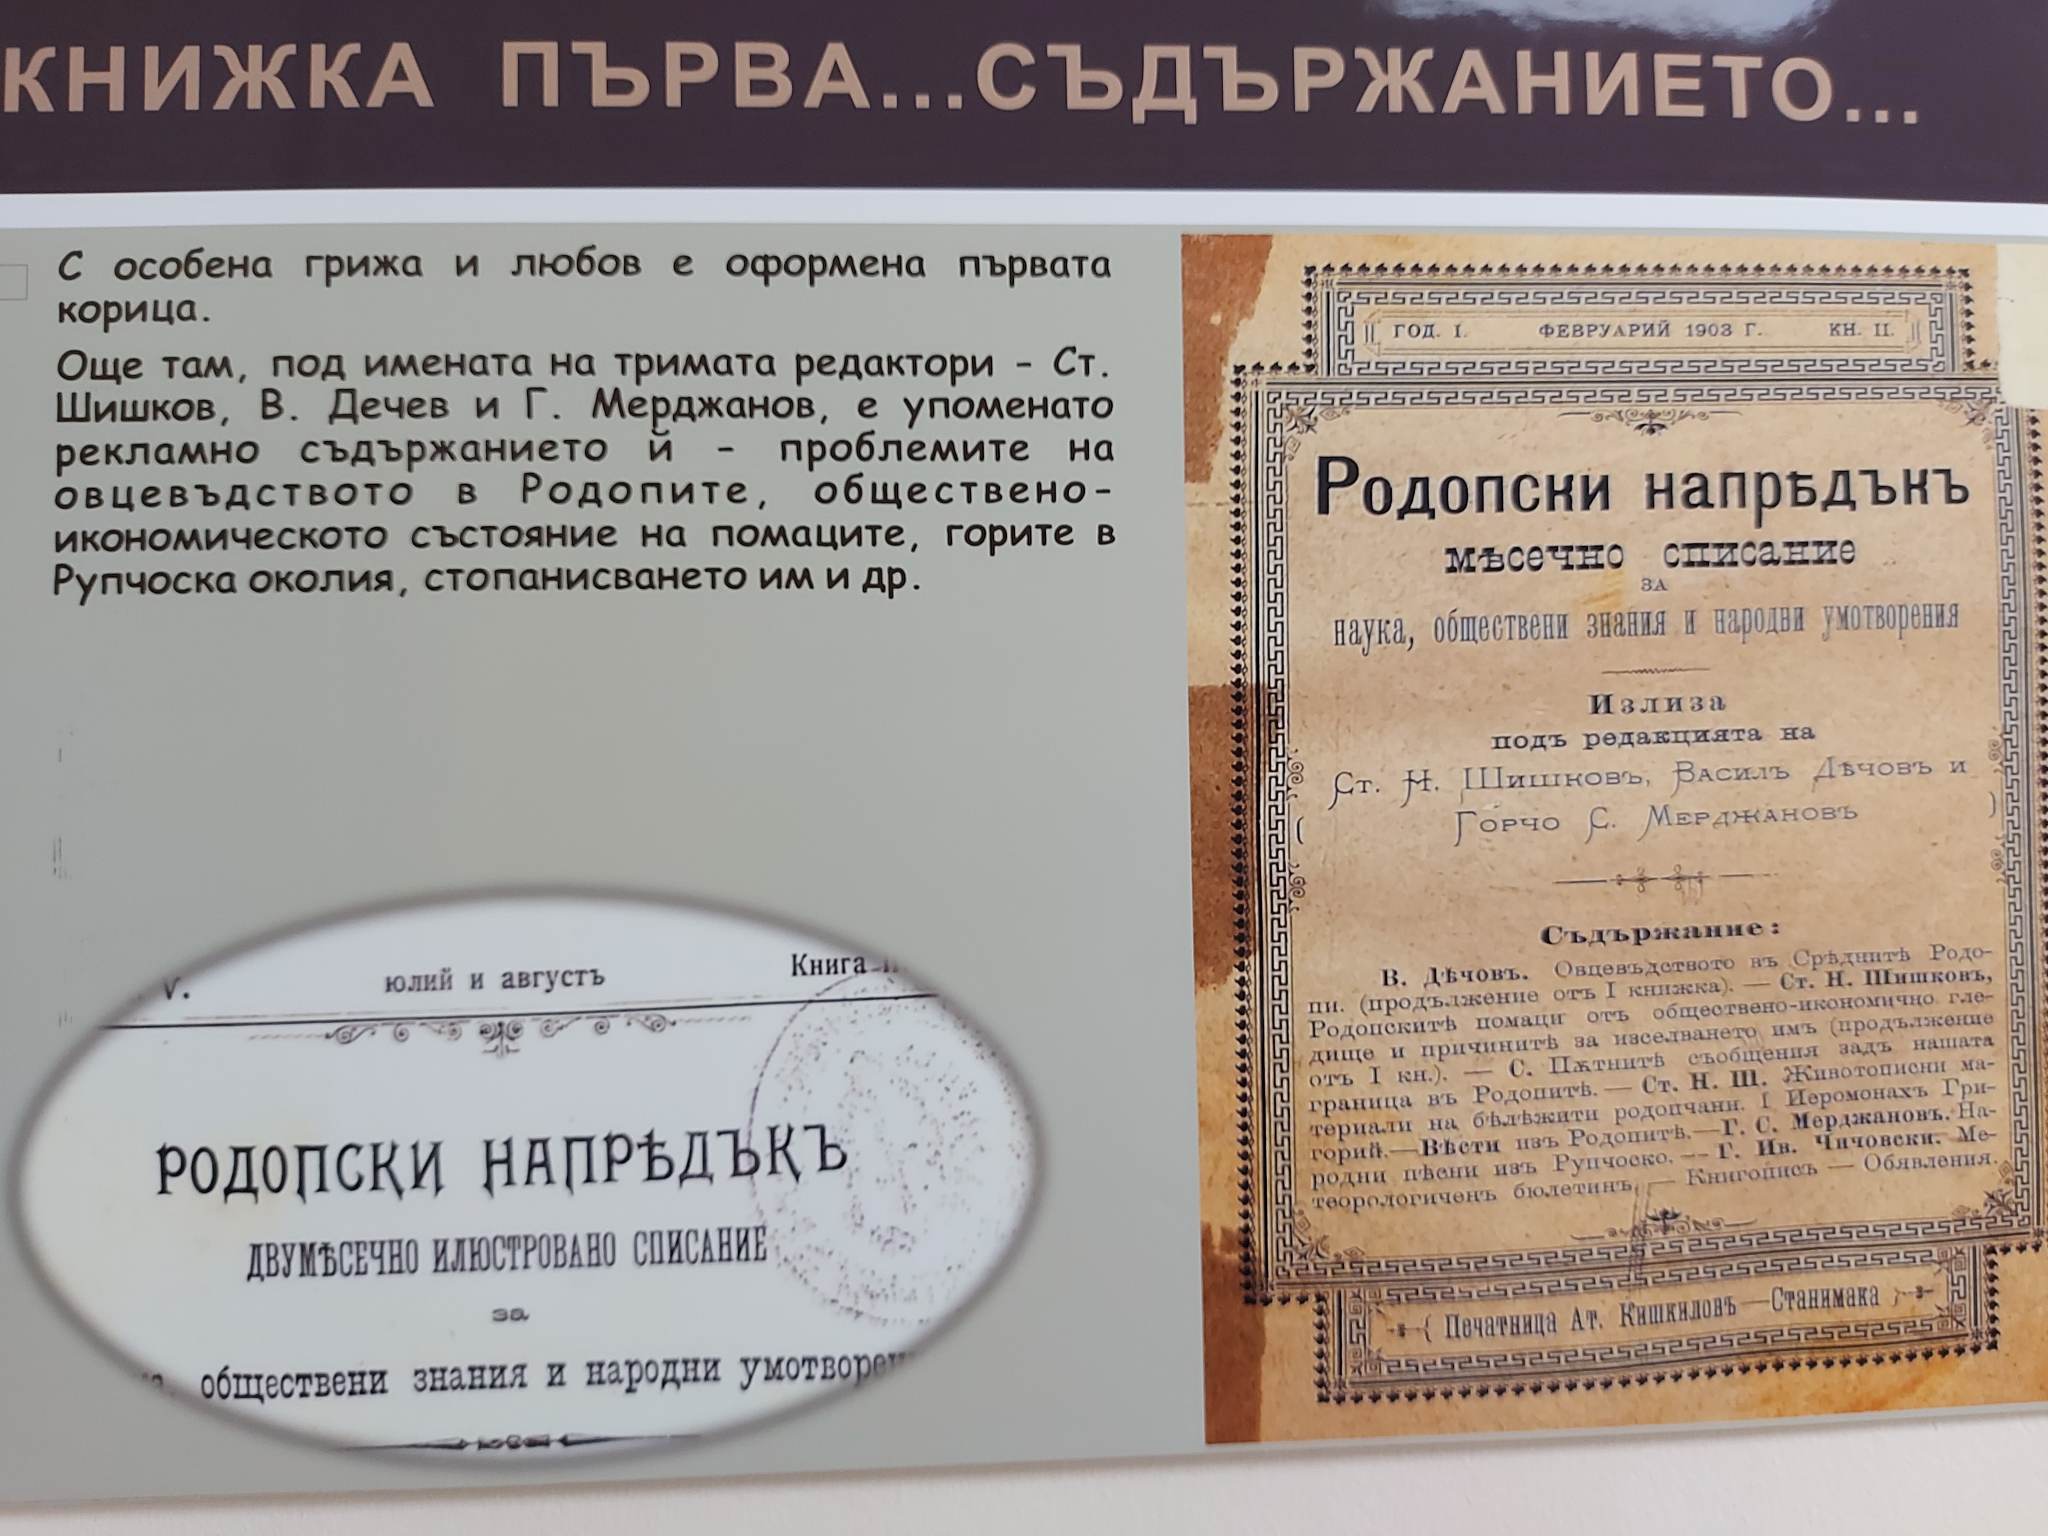 КНИЖКА ПЪРВА...СЪДЪРЖАНИЕТО...
С особена грижа и любов е оформена първата
корица.
Още там, под имената на тримата редактори – Ст.
Шишков, В. Дечев и Г. Мерджанов, е упоменато
рекламно съдържанието й – проблемите на
овцевъдството в Родопите, обществено-
икономическото състояние на помаците, горите в
Рупчоска околия, стопанисването им и др.
V.
юлий и августъ
Книга
РОДОПСКИ НАПРѢДЪКЪ
ДВУМѢСЕЧНО ИЛЮСТРОВАНО СПИСАНИЕ
за
обществени знания и народни
ГОД. I.
ФЕВРУАРИЙ 1903 Г.
КН. II.
Родопски напрѣдъкъ
мѣсечно списание
ЗА
наука, обществени знания и народни умотворения
Излиза
подъ редакцията на
Ст. Н. Шишковъ, Василъ Дѣчовъ и
Горчо С. Мерджановъ
Съдържание:
В. Дѣчовъ. Овцевъдството въ Срѣднитѣ Родо-
пи. (продължение отъ I книжка). — Ст. Н. Шишковъ,
Родопскитѣ помаци отъ обществено-икономично гле-
дище и причинитѣ за изселването имъ (продължение
отъ I кн.). — С. Пѫтнитѣ съобщения задъ нашата
граница въ Родопитѣ. — Ст. Н. Ш. Животописни ма-
териали на бѣлѣжити родопчани. I Иеромонахъ Гри-
горий. — Вѣсти изъ Родопитѣ. — Г. С. Мерджановъ. На-
родни пѣсни изъ Рупчоско. — Г. Ив. Чичовски. Ме-
теорологиченъ бюлетинъ — Книгописъ — Обявления.
Печатница Ат. Кишкиловъ — Станимака